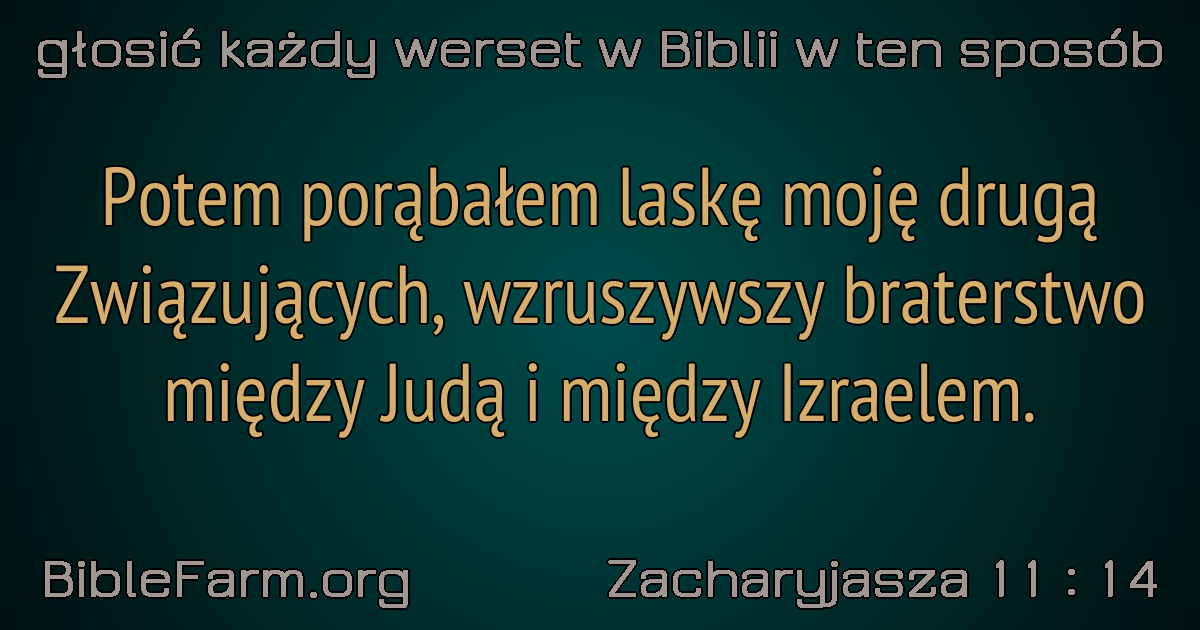 głosić każdy werset w Biblii w ten sposób
Potem porąbałem laskę moję drugą
Związujących, wzruszywszy braterstwo
między Judą i między Izraelem.
BibleFarm.org
Zacharyjasza 11 : 14